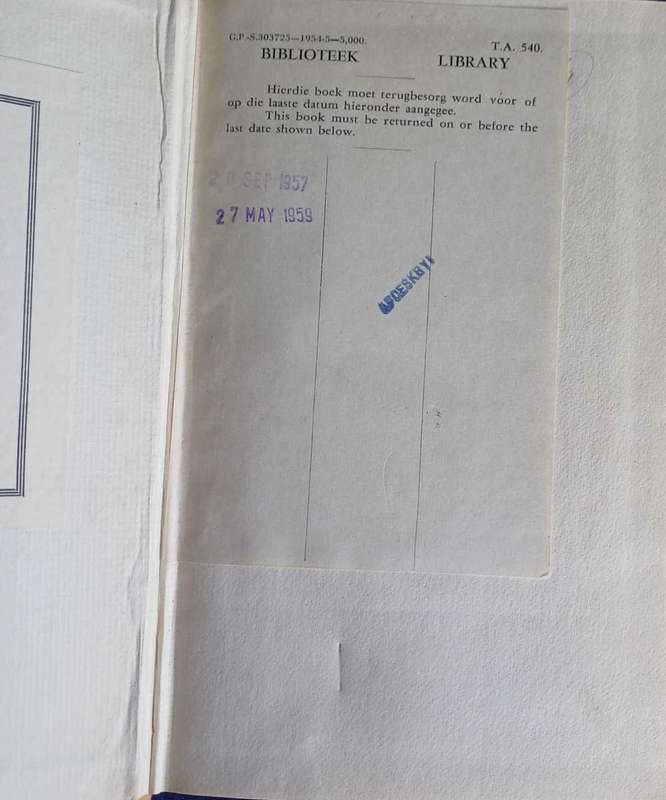 G.P.-S.303725—1954-5—5,000. T.A. 540.
BIBLIOTEEK LIBRARY
Hierdie boek moet terugbesorg word vóor of
op die laaste datum hieronder aangegee.
This book must be returned on or before the
last date shown below.
SEP 1957
27 MAY 1959
AFGESKRYF